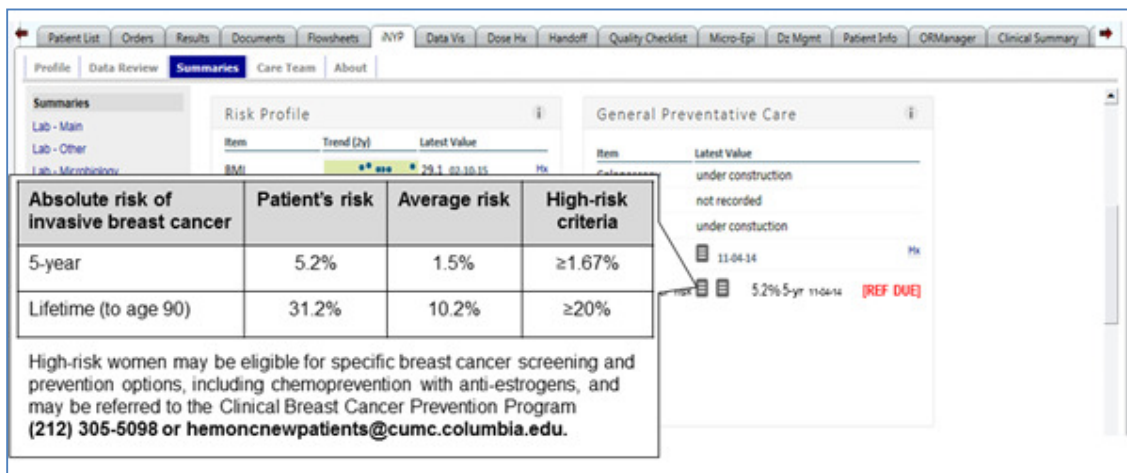 Patient List Orders Results Documents Flowsheets iNYP Data Vis Dose Hx Handoff Quality Checklist Micro-Epi Dz Mgmt Patient Info ORManager Clinical Summary
Profile Data Review Summaries Care Team About
Summaries
Lab - Main
Lab - Other
Lab - Microbiology
Risk Profile
Item Trend (2y) Latest Value
BMI 29.1 02-10-15 Hx
General Preventative Care
Item Latest Value
Colonoscopy under construction
not recorded
under constuction
11-04-14 Hx
risk 5.2% 5-yr 11-04-14 [REF DUE]
Absolute risk of invasive breast cancer Patient's risk Average risk High-risk criteria
5-year 5.2% 1.5% ≥1.67%
Lifetime (to age 90) 31.2% 10.2% ≥20%
High-risk women may be eligible for specific breast cancer screening and
prevention options, including chemoprevention with anti-estrogens, and
may be referred to the Clinical Breast Cancer Prevention Program
(212) 305-5098 or hemoncnewpatients@cumc.columbia.edu.